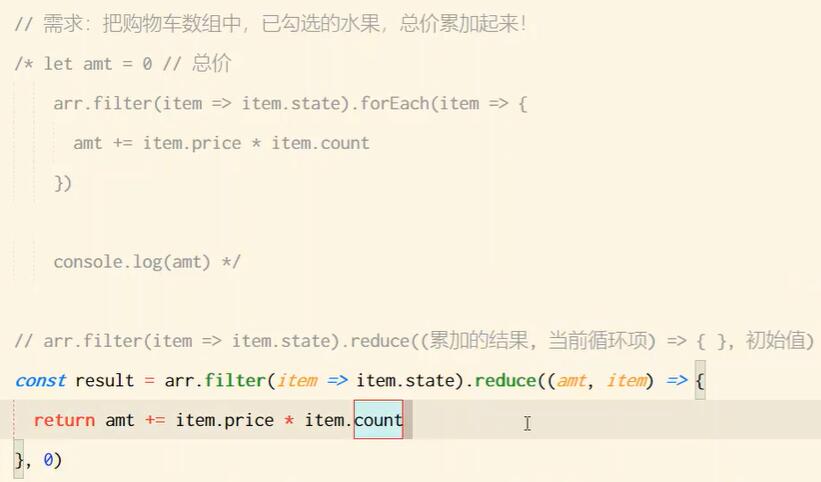 // 需求：把购物车数组中，已勾选的水果，总价累加起来！
/* let amt = 0 // 总价
arr.filter(item => item.state).forEach(item => {
amt += item.price * item.count
})
console.log(amt) */
// arr.filter(item => item.state).reduce((累加的结果, 当前循环项) => { }, 初始值)
const result = arr.filter(item => item.state).reduce((amt, item) => {
return amt += item.price * item.count
}, 0)